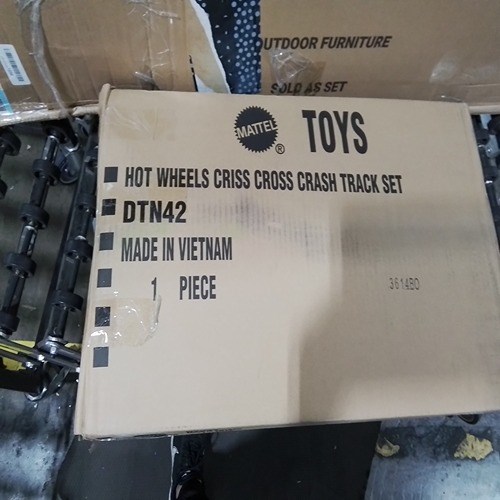 OUTDOOR FURNITURE
SOLD AS SET
MATTEL
®
TOYS
HOT WHEELS CRISS CROSS CRASH TRACK SET
DTN42
MADE IN VIETNAM
1 PIECE
3614BO